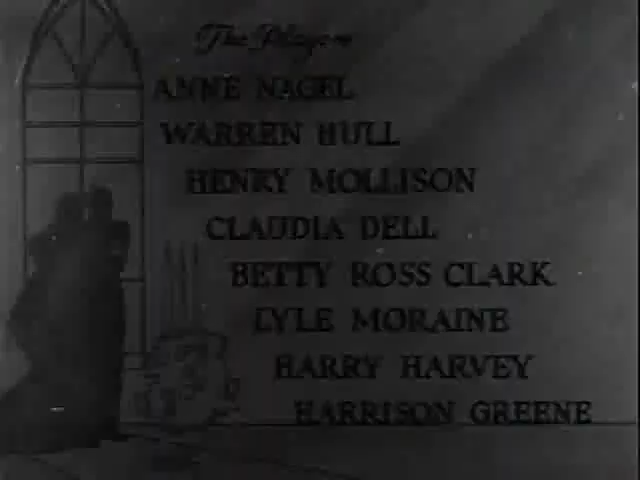 The Players
ANNE NAGEL
WARREN HULL
HENRY MOLLISON
CLAUDIA DELL
BETTY ROSS CLARK
LYLE MORAINE
HARRY HARVEY
HARRISON GREENE